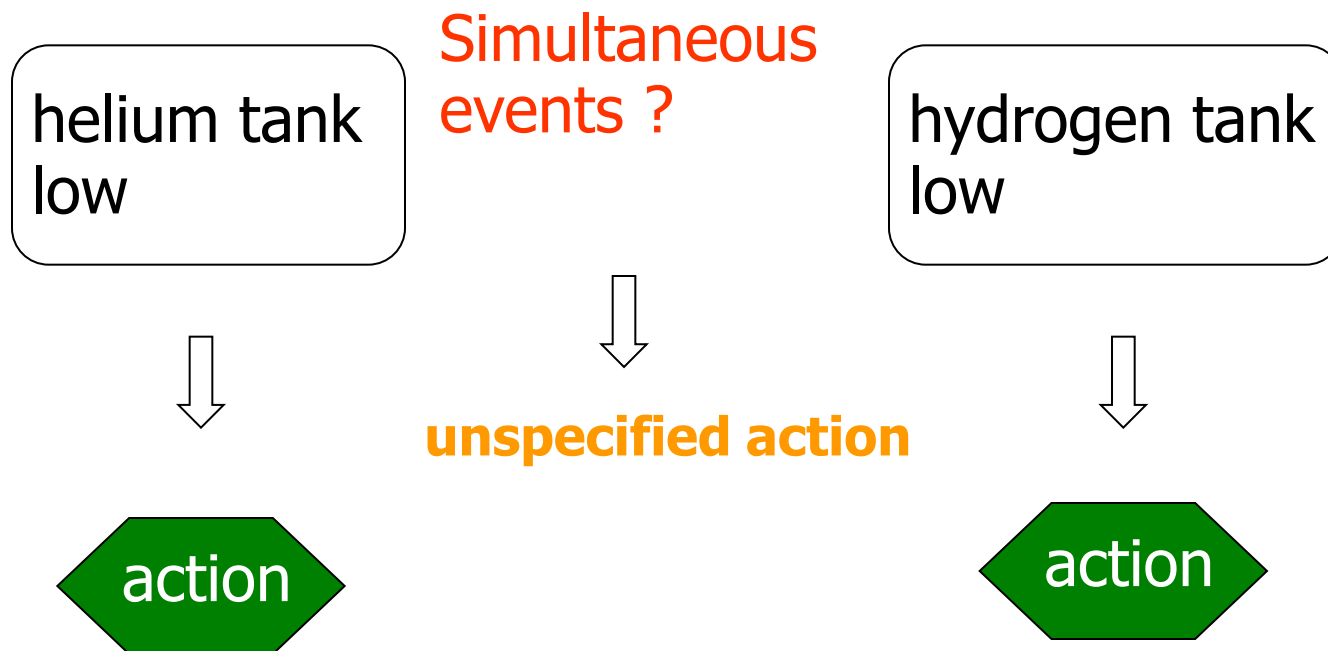 helium tank
low
Simultaneous
events ?
hydrogen tank
low
unspecified action
action
action